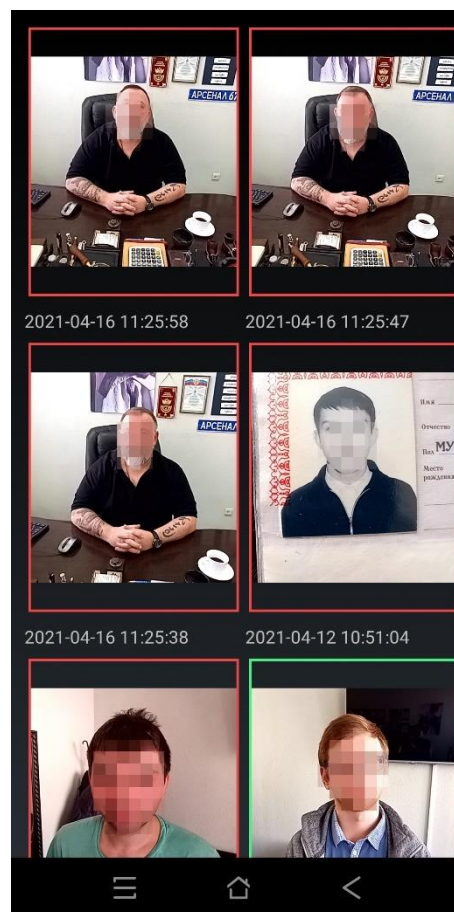 АРСЕНАЛ 67
АРСЕНАЛ
2021-04-16 11:25:58
2021-04-16 11:25:47
АРСЕНАЛ
Имя
Отчество
Пол МУ
Место
рождения
2021-04-16 11:25:38
2021-04-12 10:51:04